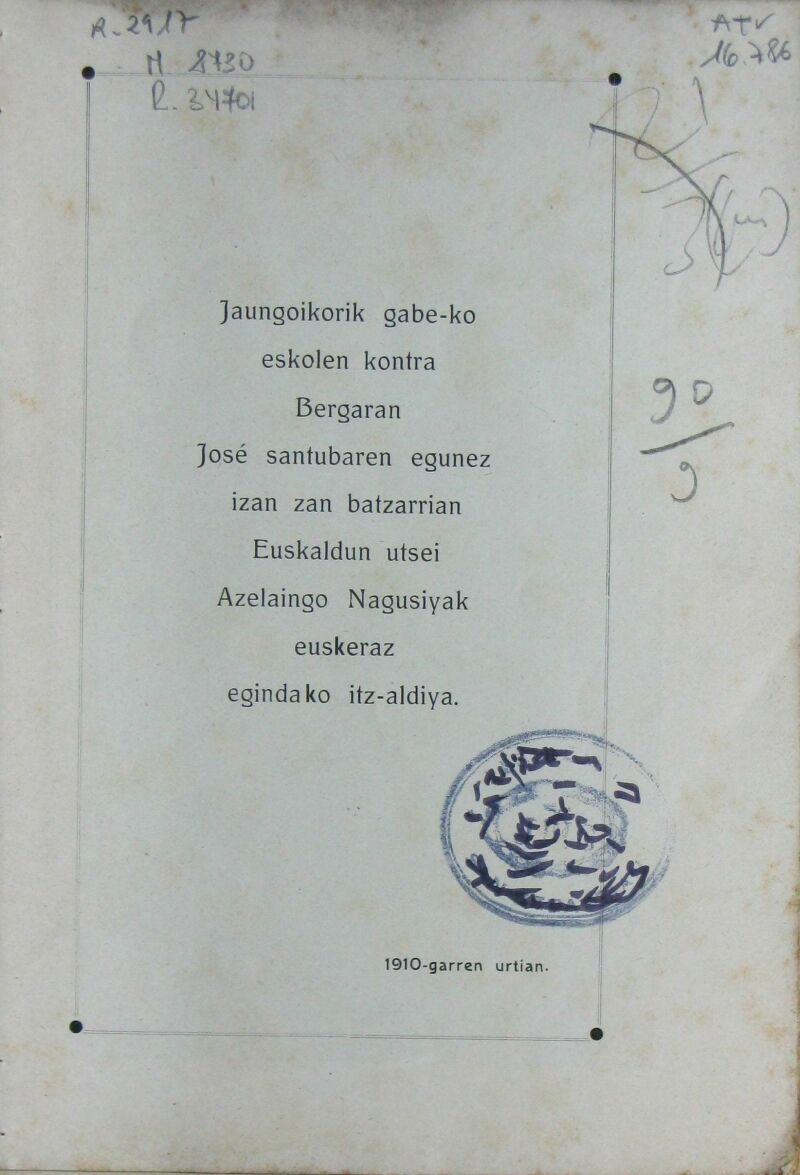 R. 2917
M 8730
R. 34701
ATV
16.786
Jaungoikorik gabe-ko
eskolen kontra
Bergaran
José santubaren egunez
izan zan batzarrian
Euskaldun utsei
Azelaingo Nagusiyak
euskeraz
egindako itz-aldiya.
90
9
1910-garren urtian.